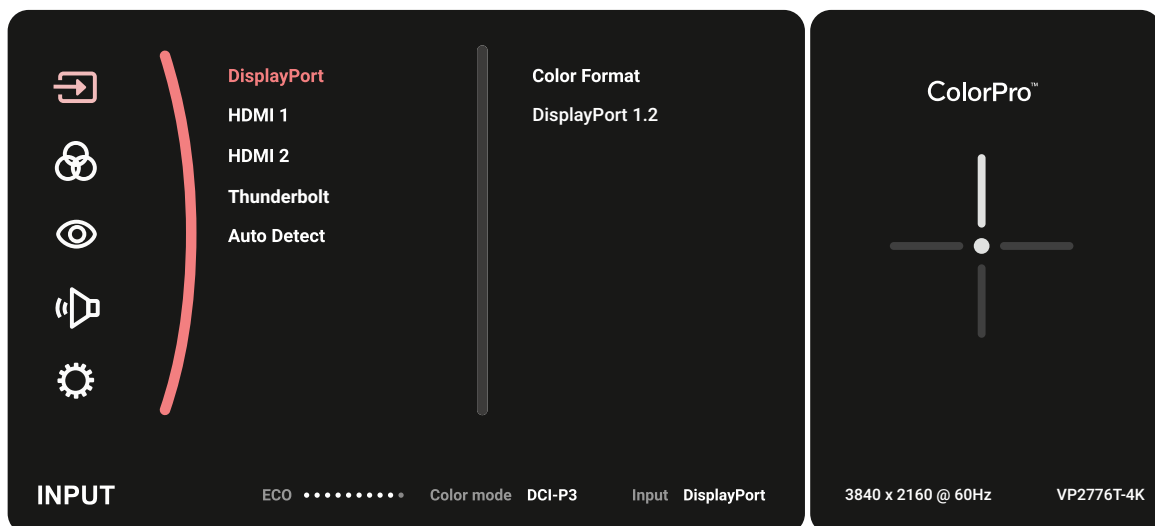 DisplayPort
HDMI 1
HDMI 2
Thunderbolt
Auto Detect
Color Format
DisplayPort 1.2
ColorPro™
INPUT
ECO
Color mode DCI-P3
Input DisplayPort
3840 x 2160 @ 60Hz
VP2776T-4K